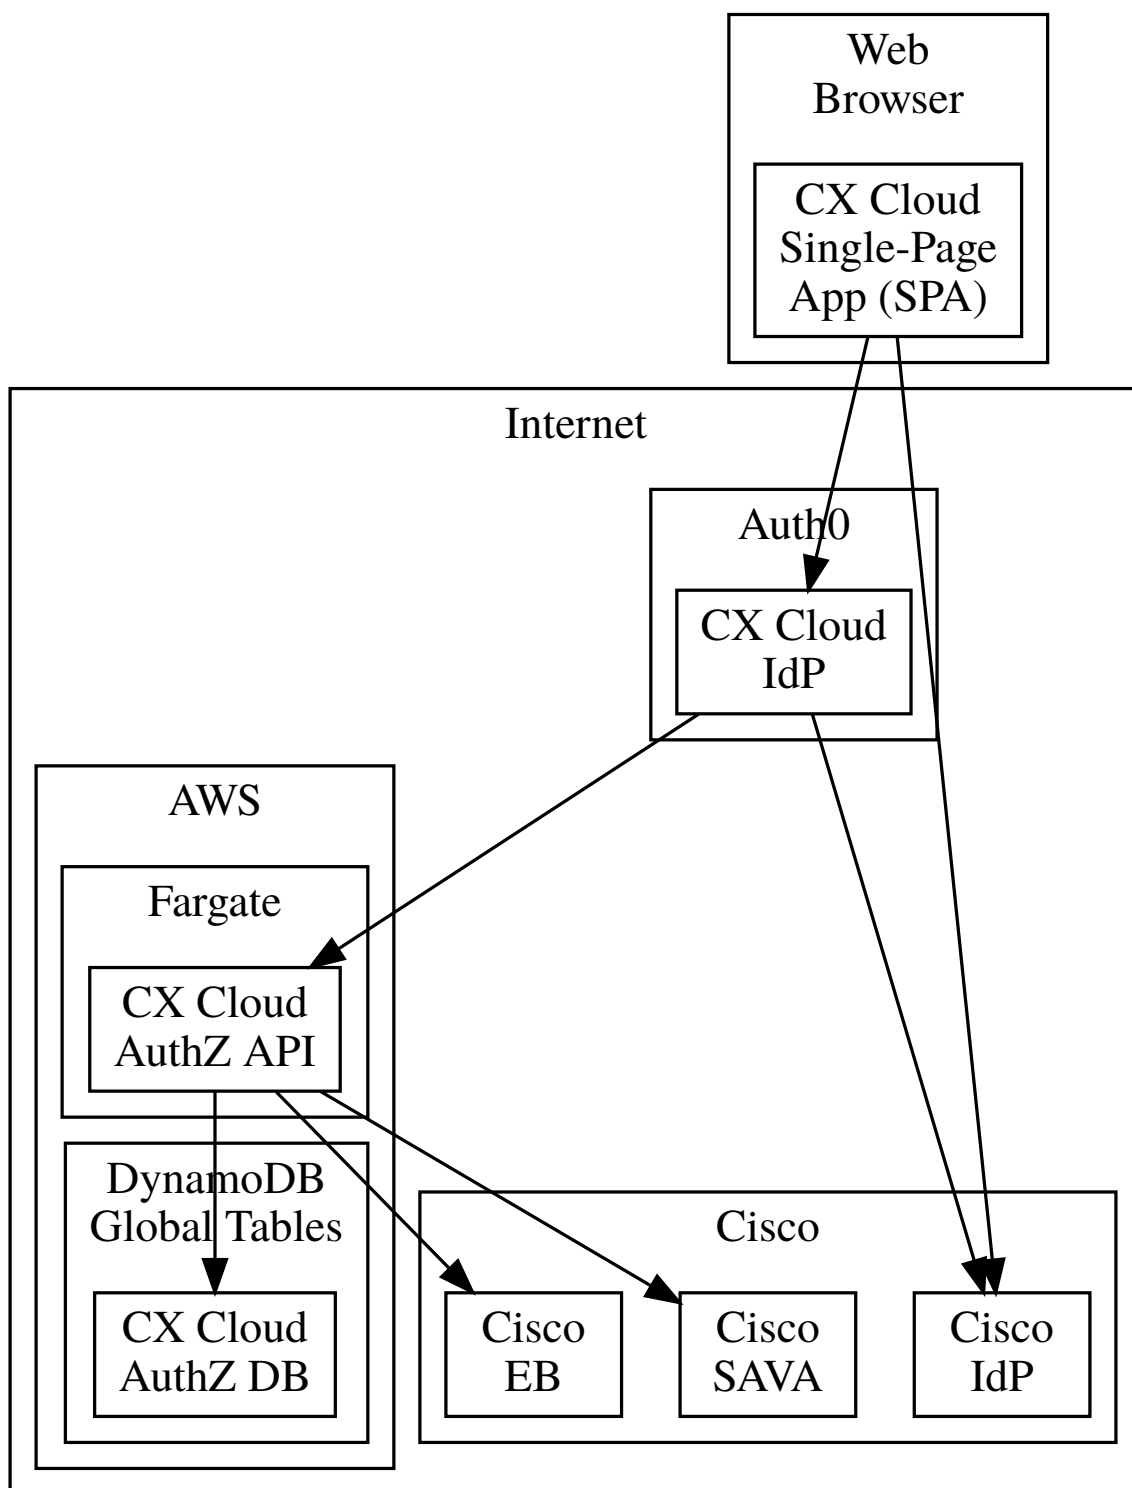 Web
Browser
CX Cloud
Single-Page
App (SPA)
Internet
Auth0
CX Cloud
IdP
AWS
Fargate
CX Cloud
AuthZ API
DynamoDB
Global Tables
CX Cloud
AuthZ DB
Cisco
Cisco
EB
Cisco
SAVA
Cisco
IdP